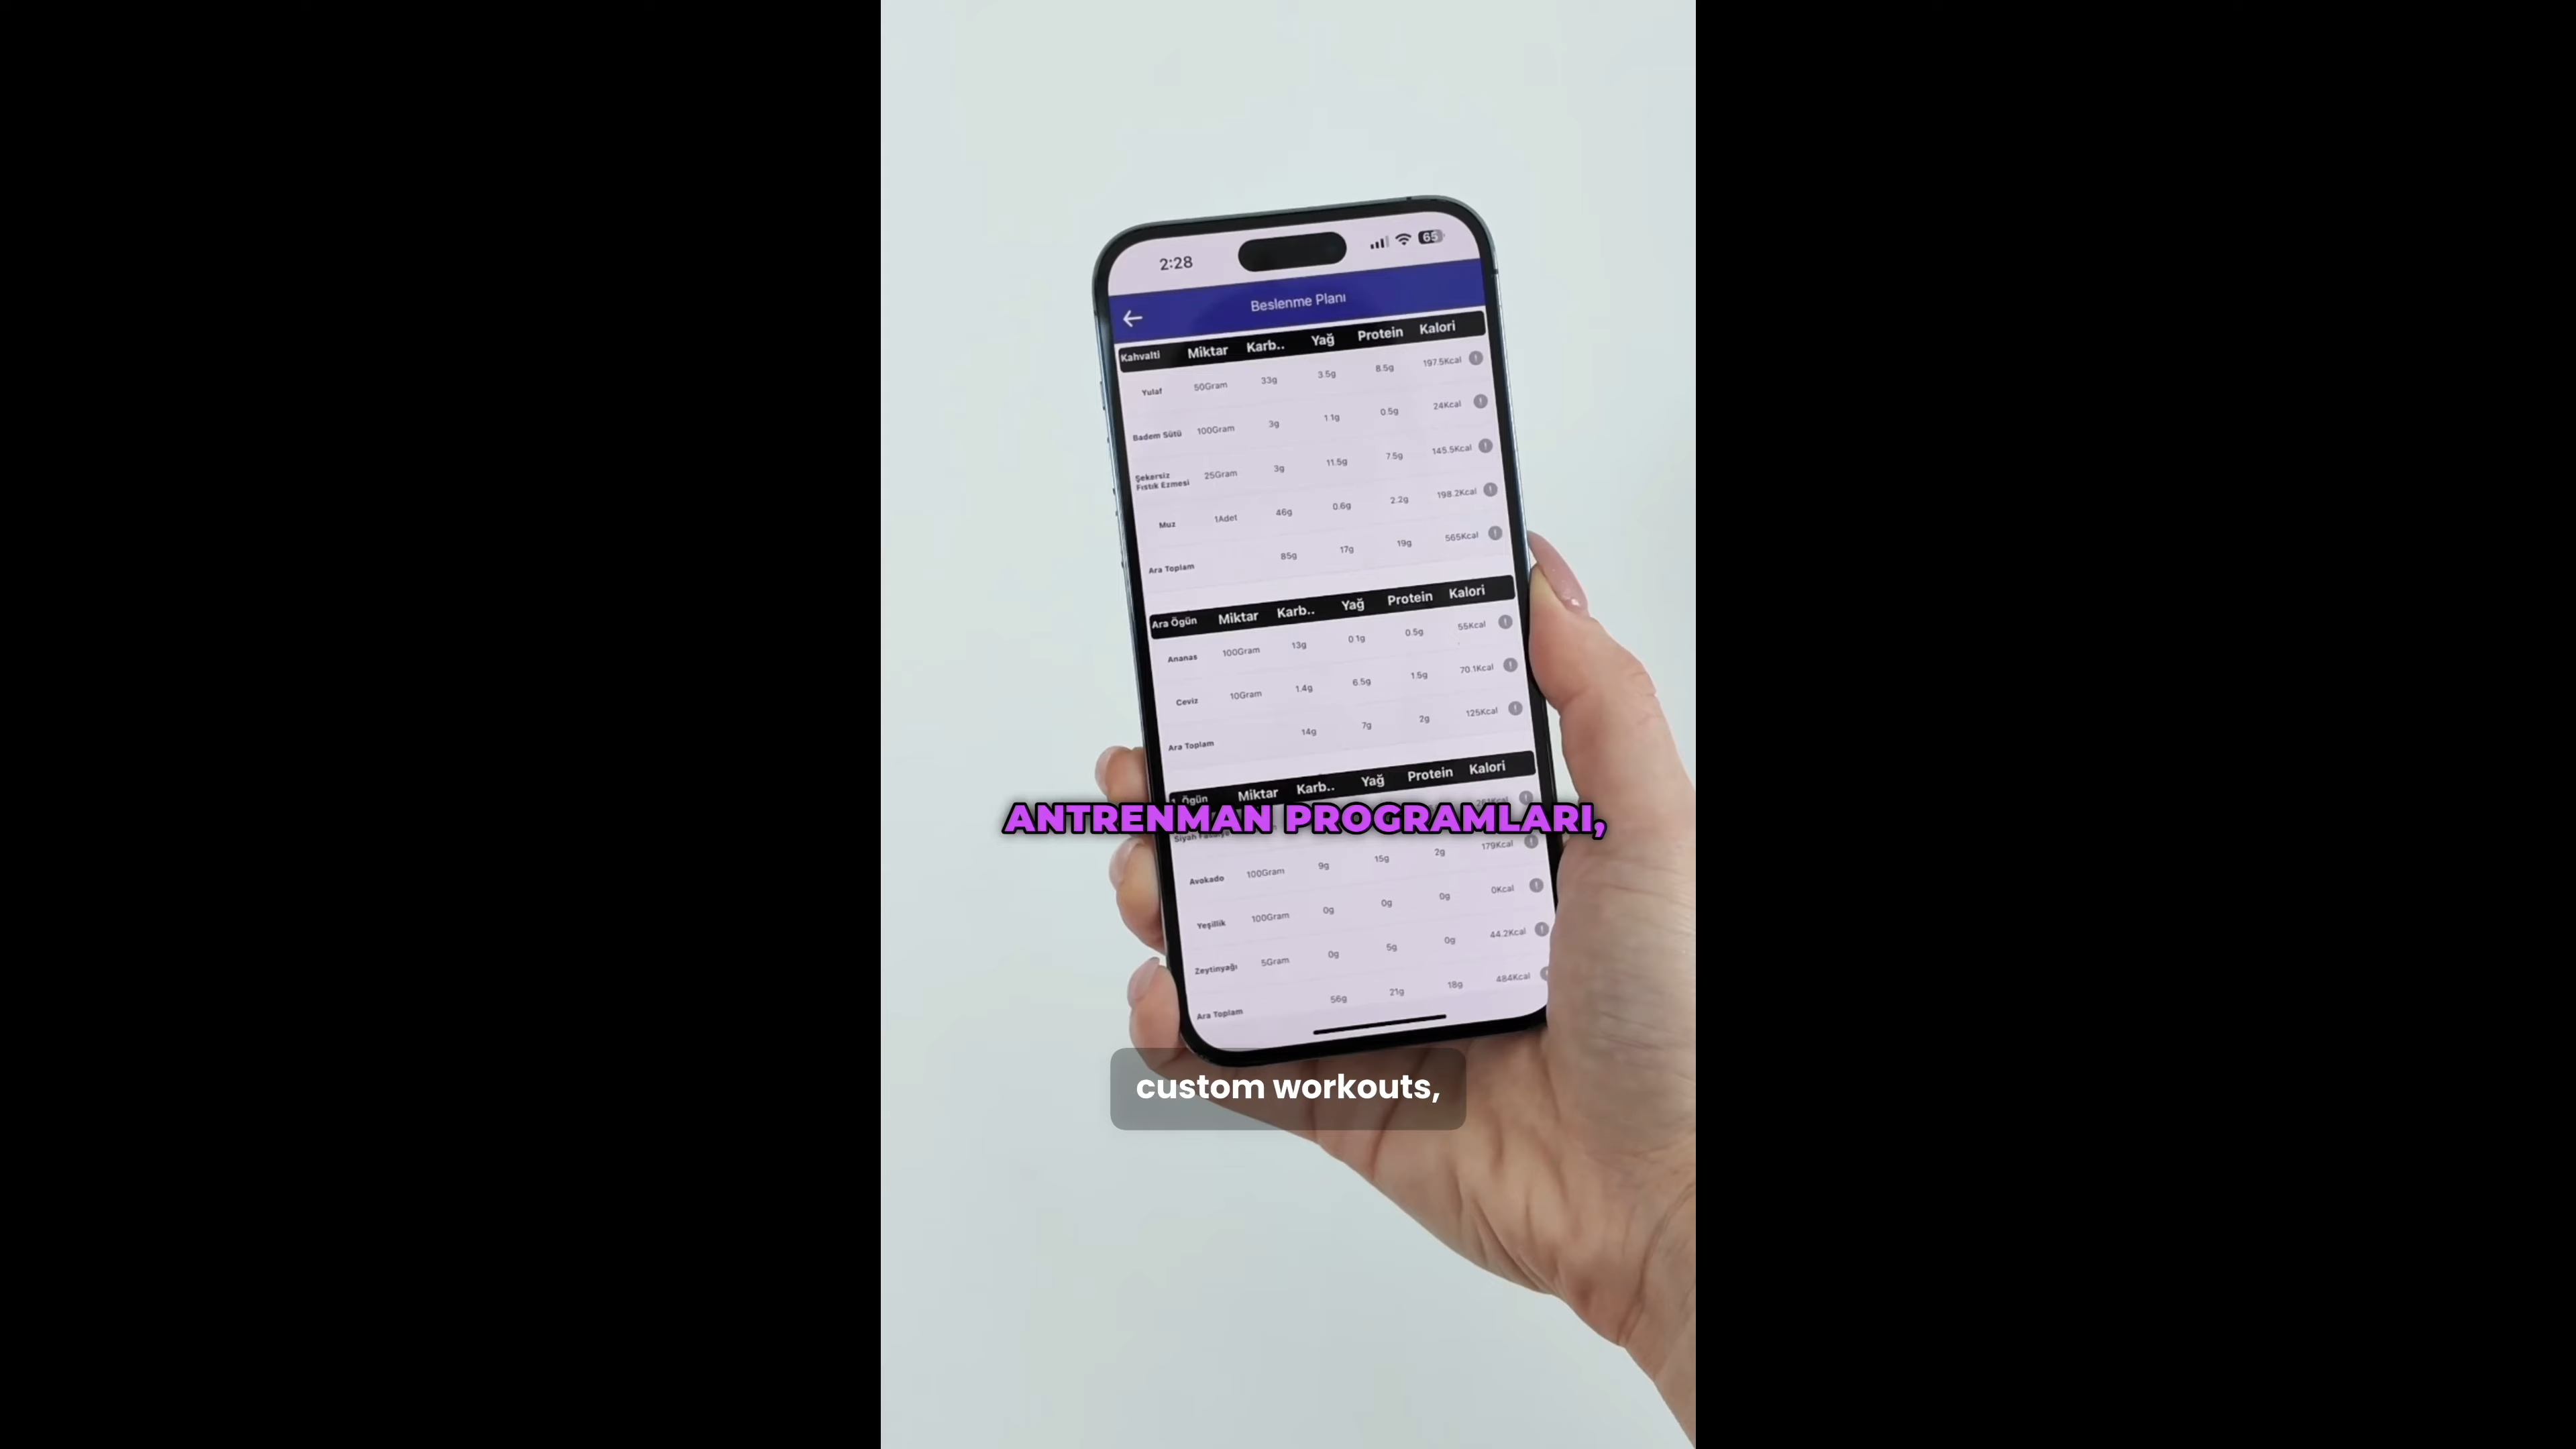 2:28
65
Beslenme Planı
Kahvalti Miktar Karb.. Yağ Protein Kalori
Yulaf 50Gram 33g 3.5g 8.5g 197.5Kcal
Badem Sütü 100Gram 3g 1.1g 0.5g 24Kcal
Şekersiz
Fıstık Ezmesi 25Gram 3g 11.5g 7.5g 145.5Kcal
Muz 1Adet 46g 0.6g 2.2g 198.2Kcal
Ara Toplam 85g 17g 19g 565Kcal
Ara Öğün Miktar Karb.. Yağ Protein Kalori
Ananas 100Gram 13g 0.1g 0.5g 55Kcal
Ceviz 10Gram 1.4g 6.5g 1.5g 70.1Kcal
Ara Toplam 14g 7g 2g 125Kcal
1. Öğün Miktar Karb.. Yağ Protein Kalori
ANTRENMAN PROGRAMLARI,
Siyah
Avokado 100Gram 9g 15g 2g 179Kcal
Yeşillik 100Gram 0g 0g 0g 0Kcal
Zeytinyağı 5Gram 0g 5g 0g 44.2Kcal
Ara Toplam 56g 21g 18g 484Kcal
custom workouts,